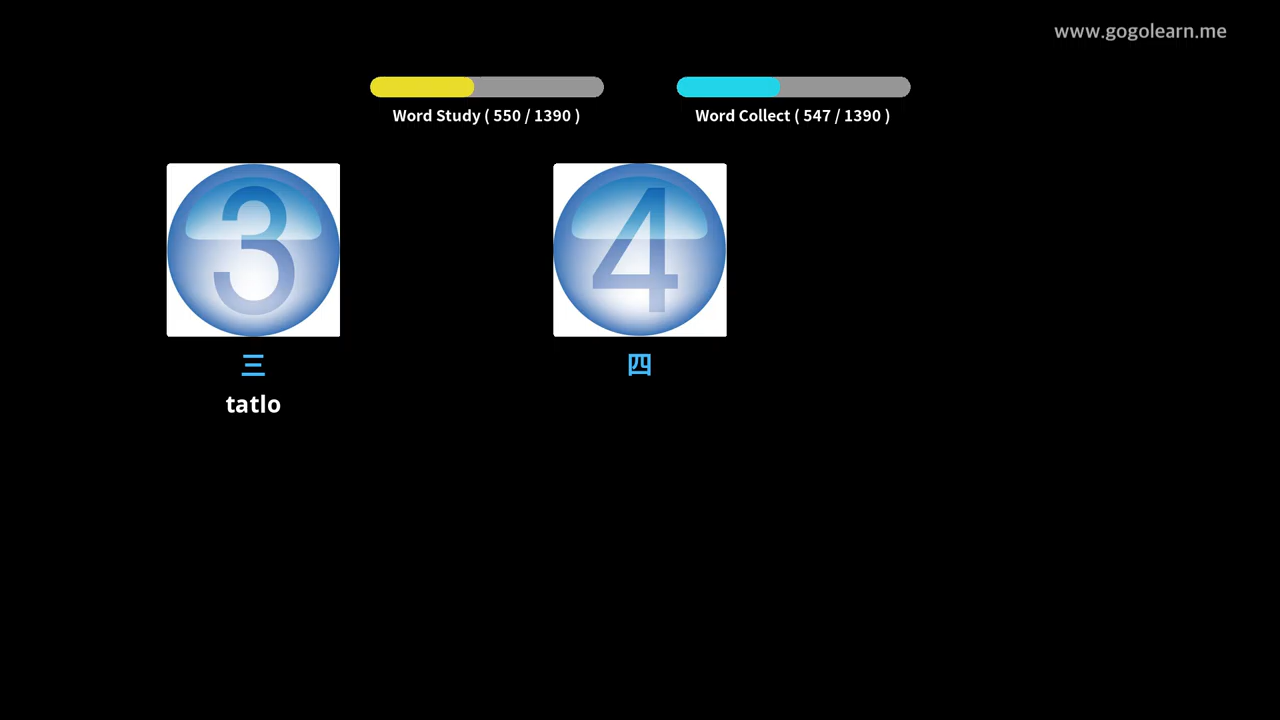 www.gogolearn.me
Word Study ( 550 / 1390 )
Word Collect ( 547 / 1390 )
3
4
三
四
tatlo